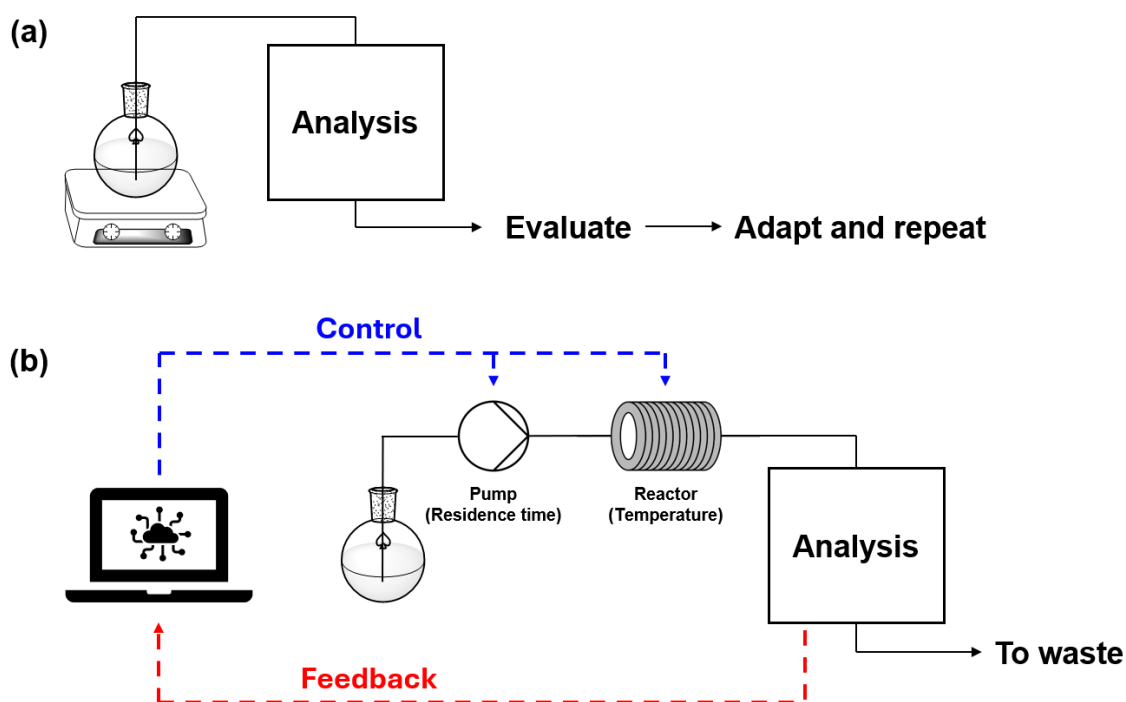 (a)
Analysis
Evaluate
Adapt and repeat
(b)
Control
Pump
(Residence time)
Reactor
(Temperature)
Analysis
To waste
Feedback